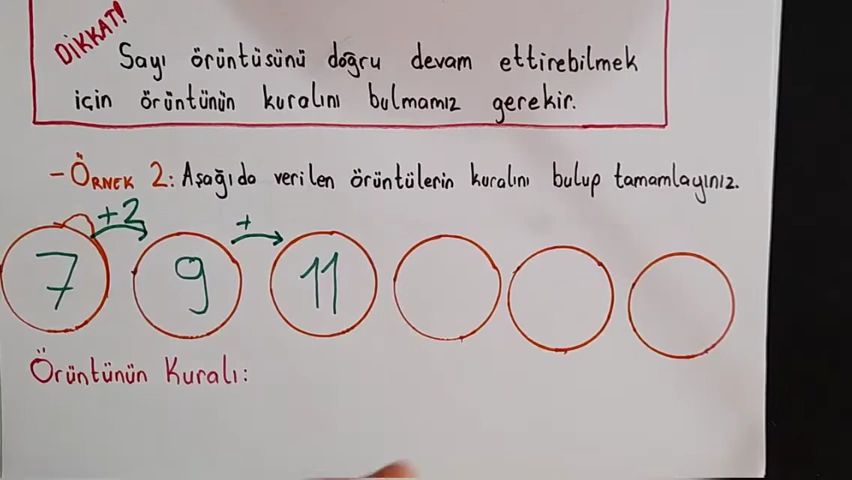 DİKKAT!
Sayı örüntüsünü doğru devam ettirebilmek
için örüntünün kuralını bulmamız gerekir.
- ÖRNEK 2: Aşağıda verilen örüntülerin kuralını bulup tamamlayınız.
+2 +
7 9 11
Örüntünün Kuralı: